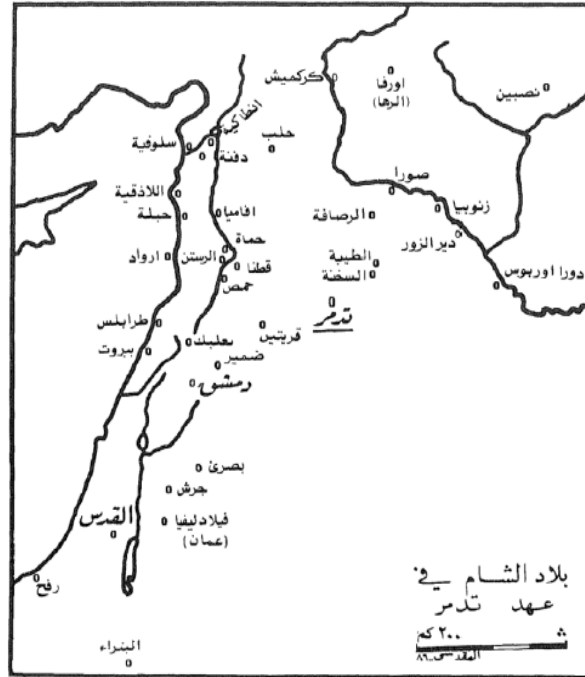 كركميش
اورفا
(الرها)
نصيبين
انطاكية
حلب
سلوفية
دفنة
صورا
اللاذقية
جبلة
افاميا
الرصافة
زنوبيا
حماة
دير الزور
ارواد
الرستن
قطنا
الطيبة
السخنة
حمص
دورا اوربوس
تدمر
طرابلس
قريتين
بعلبك
بيروت
ضمير
دمشق
بصرى
جرش
القدس
فيلادليفيا
(عمان)
رفح
البتراء
بلاد الشام في
عهد تدمر
٢٠٠ كم
ش